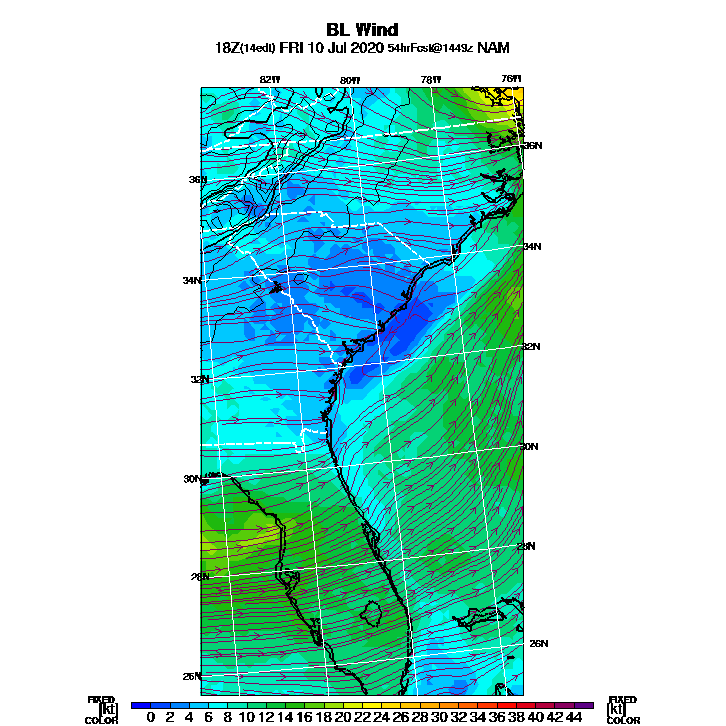 BL Wind
18Z(14edt) FRI 10 Jul 2020 54hrFcst@1449z NAM
82W 80W 78W 76W
36N
36N
34N
34N
32N
32N
30N
30N
28N
28N
26N
26N
FIXED FIXED
[kt] 0 2 4 6 8 10 12 14 16 18 20 22 24 26 28 30 32 34 36 38 40 42 44 [kt]
COLOR COLOR